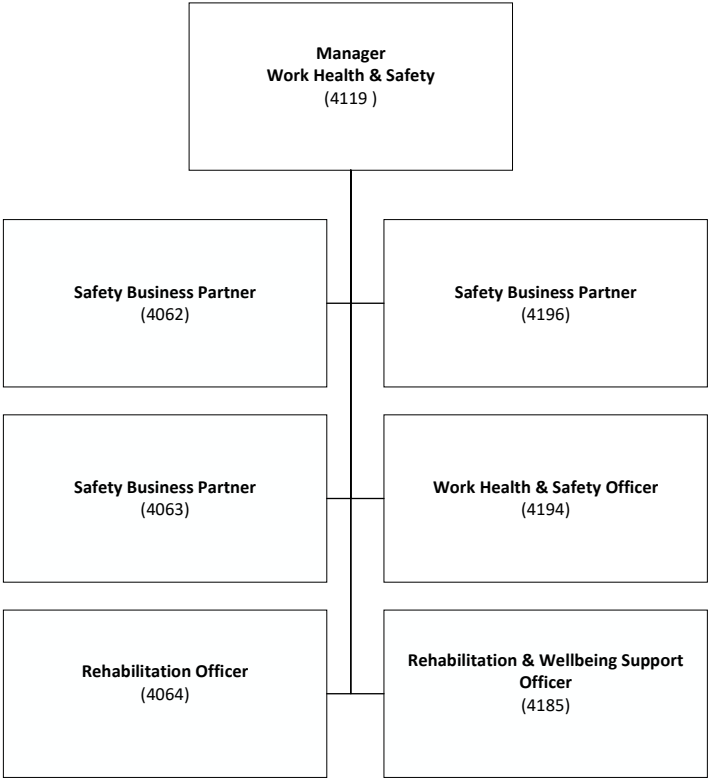 Manager
Work Health & Safety
(4119 )
Safety Business Partner
(4062)
Safety Business Partner
(4196)
Safety Business Partner
(4063)
Work Health & Safety Officer
(4194)
Rehabilitation Officer
(4064)
Rehabilitation & Wellbeing Support
Officer
(4185)